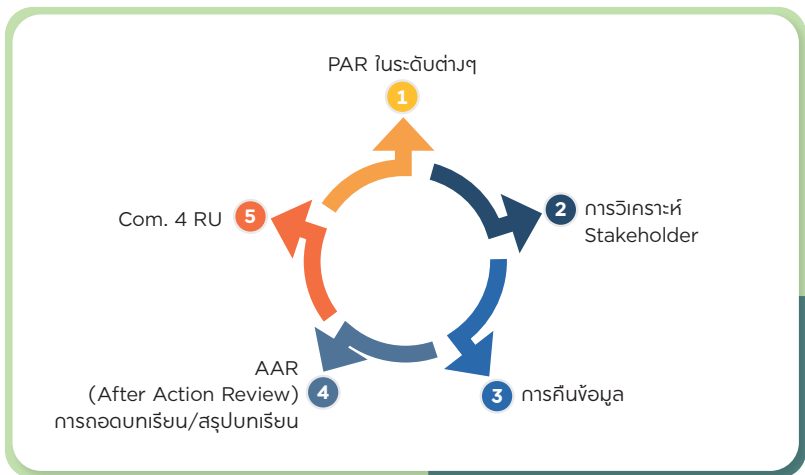 PAR ในระดับต่างๆ
1
2
การวิเคราะห์
Stakeholder
3
การคืนข้อมูล
AAR
(After Action Review)
การถอดบทเรียน/สรุปบทเรียน
4
Com. 4 RU
5